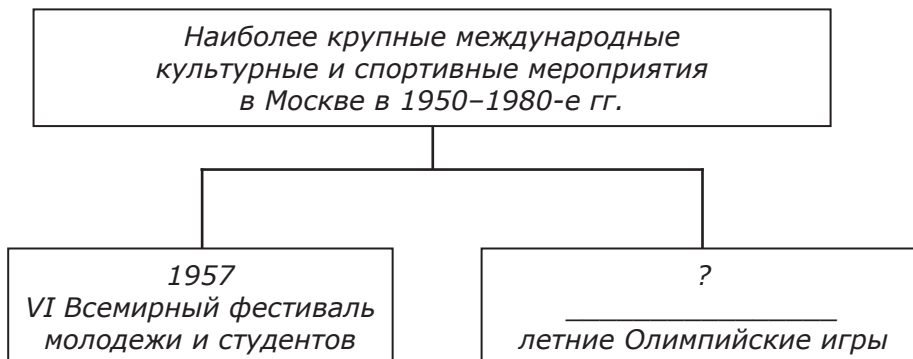 Наиболее крупные международные
культурные и спортивные мероприятия
в Москве в 1950–1980-е гг.
1957
VI Всемирный фестиваль
молодежи и студентов
?
________________
летние Олимпийские игры